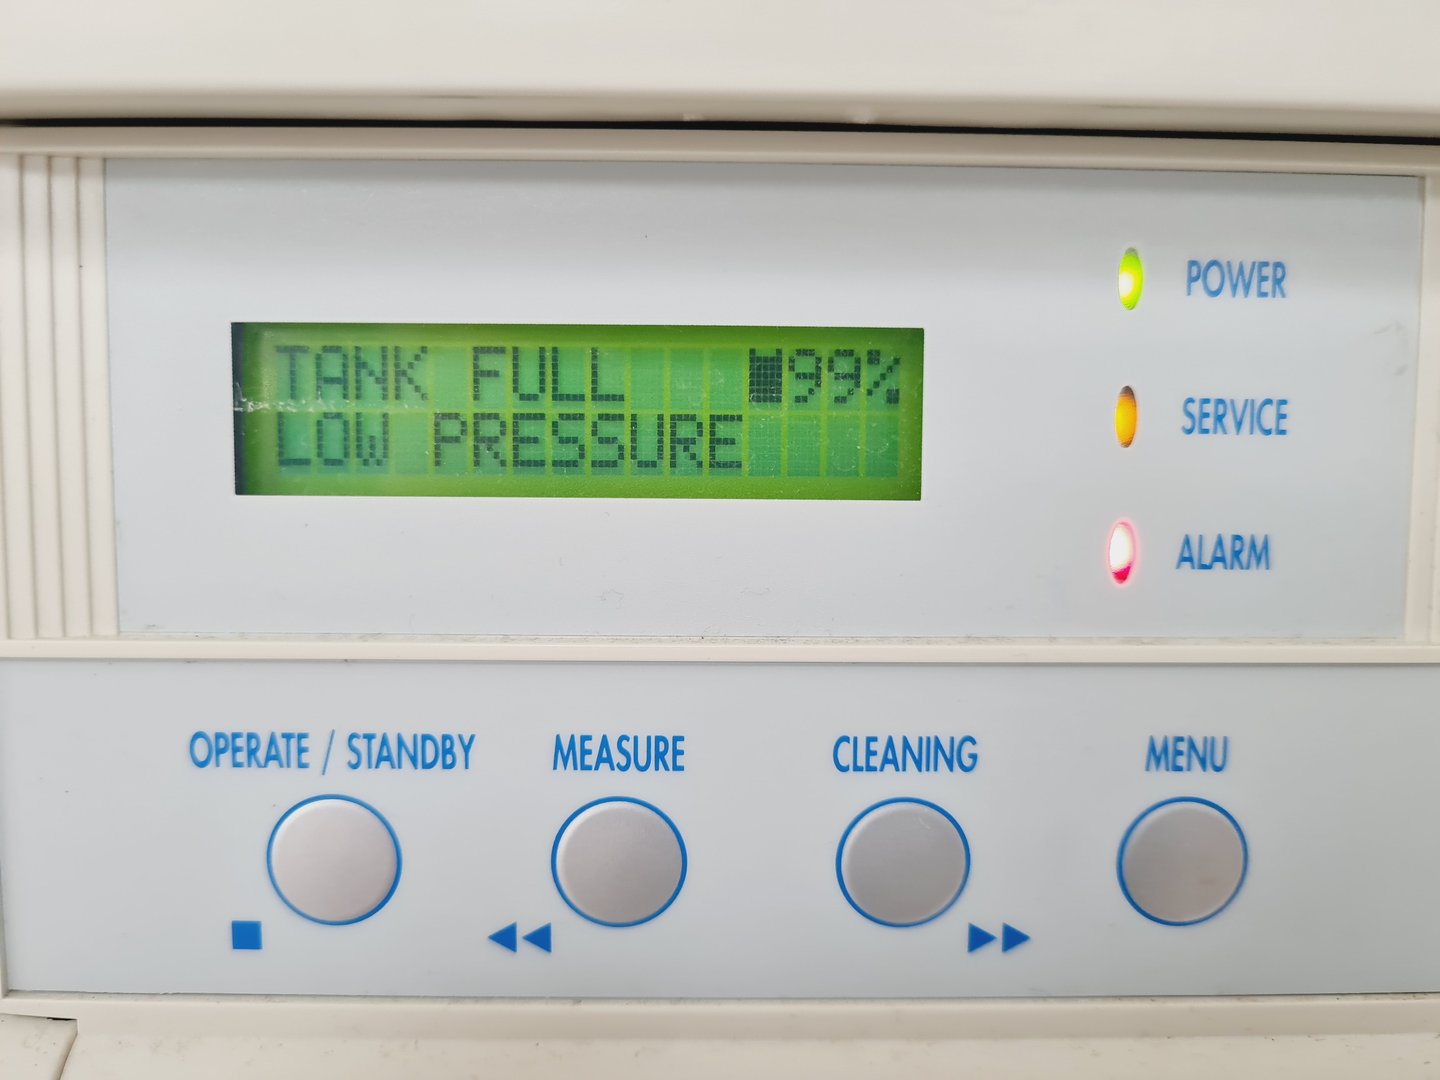 TANK FULL 99%
LOW PRESSURE
POWER
SERVICE
ALARM
OPERATE / STANDBY
MEASURE
CLEANING
MENU